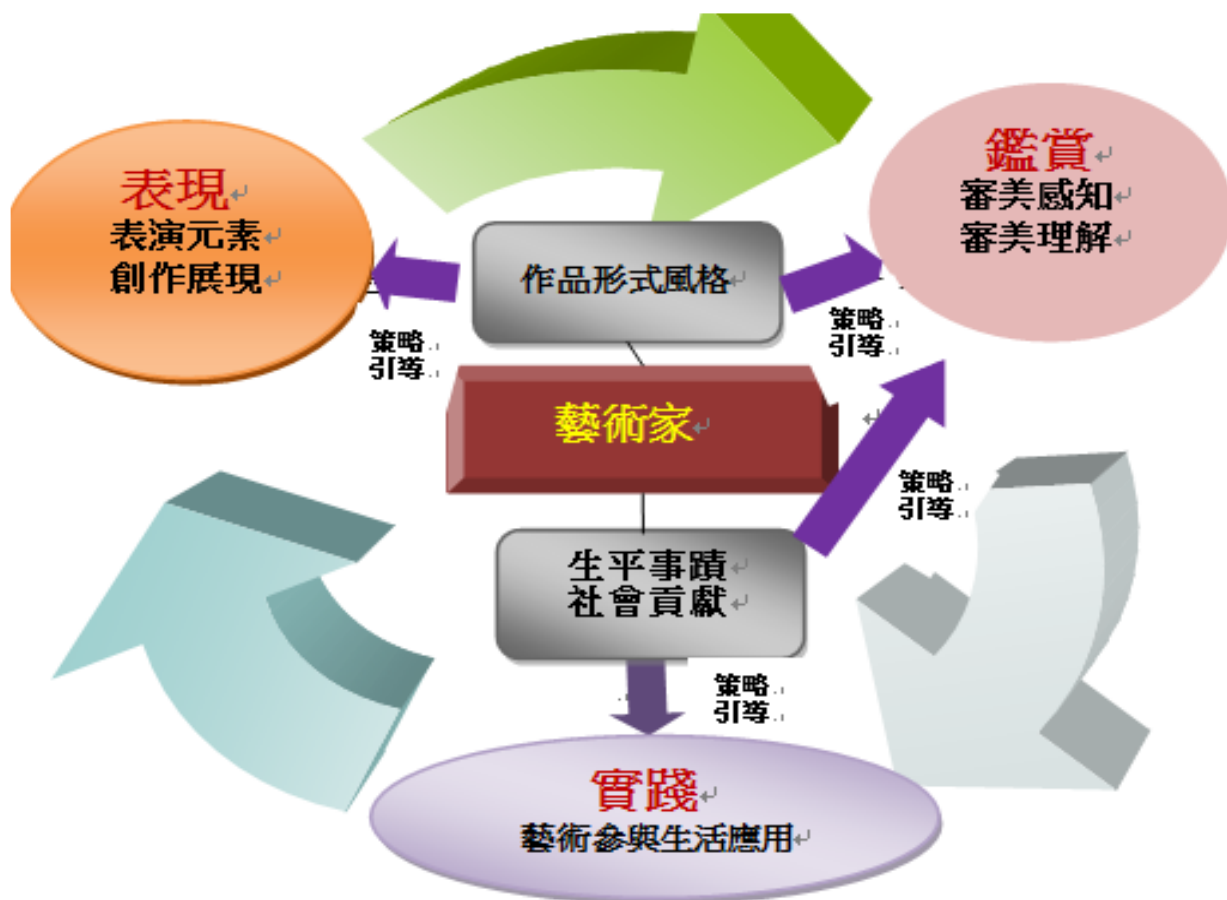 表現
表演元素
創作展現
鑑賞
審美感知
審美理解
作品形式風格
策略
引導
策略
引導
藝術家
策略
引導
生平事蹟
社會貢獻
策略
引導
實踐
藝術參與生活應用